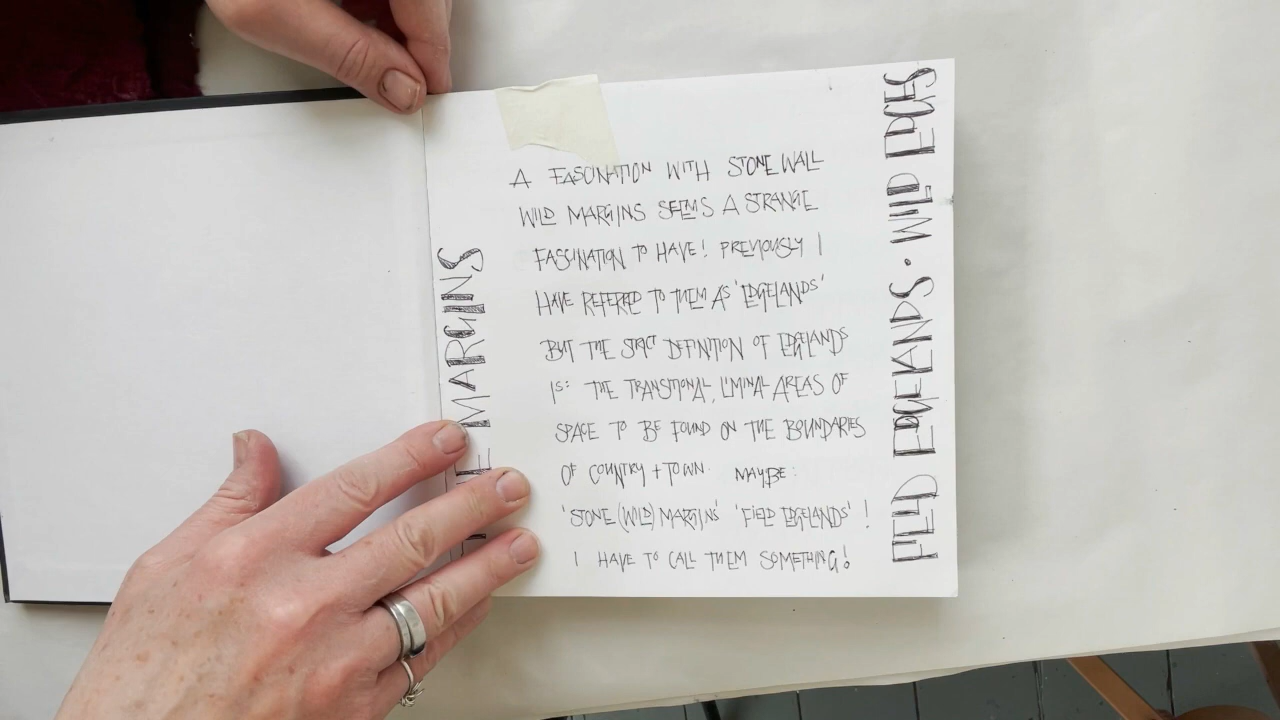 MARGINS
A FASCINATION WITH STONE WALL
WILD MARGINS SEEMS A STRANGE
FASCINATION TO HAVE! PREVIOUSLY I
HAVE REFERRED TO THEM AS 'EDGELANDS'
BUT THE STRICT DEFINITION OF EDGELANDS
IS: THE TRANSITIONAL, LIMINAL AREAS OF
SPACE TO BE FOUND ON THE BOUNDARIES
OF COUNTRY + TOWN. MAYBE:
'STONE (WILD) MARGINS' 'FIELD EDGELANDS' !
I HAVE TO CALL THEM SOMETHING!
FIELD EDGELANDS • WILD EDGES